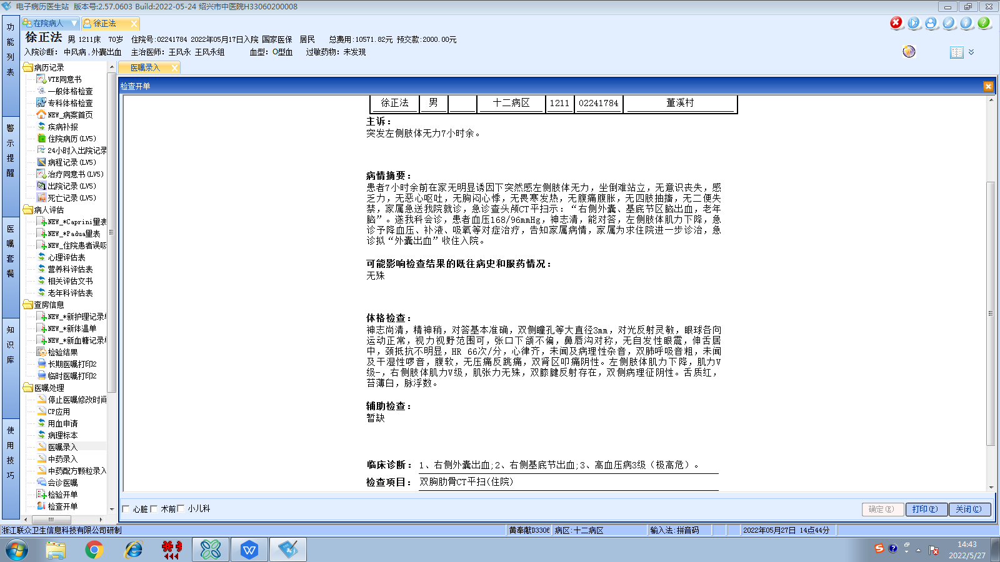 电子病历医生站 版本号:2.57.0603 Build:2022-05-24 绍兴市中医院H33060200008
在院病人
徐正法
徐正法 男 1211床 70岁 住院号:02241784 2022年05月17日入院 国家医保 居民 总费用:10571.82元 预交款:2000.00元
入院诊断: 中风病,外囊出血 主治医师: 王风永 王风永组 血型: O型血 过敏药物: 未发现
功能列表
警示提醒
医嘱套餐
知识库
使用技巧
病历记录
VTE同意书
一般体格检查
专科体格检查
NEW_病案首页
疾病补报
住院病历(LV5)
24小时入出院记录
病程记录(LV5)
治疗同意书(LV5)
出院记录(LV5)
死亡记录(LV5)
病人评估
NEW_*Caprini量表
NEW_*Padua量表
NEW_住院患者误吸
心理评估表
营养科评估表
相关评估文书
老年科评估表
查房信息
NEW_*新护理记录单
NEW_*新体温单
NEW_*新血糖记录单
检验结果
长期医嘱打印2
临时医嘱打印2
医嘱处理
停止医嘱修改时间
CP应用
用血申请
病理标本
医嘱录入
中药录入
中药配方颗粒录入
会诊医嘱
检验开单
检查开单
医嘱录入
检查开单
徐正法 男 十二病区 1211 02241784 董溪村
主诉:
突发左侧肢体无力7小时余。
病情摘要:
患者7小时余前在家无明显诱因下突然感左侧肢体无力，坐倒难站立，无意识丧失，感
乏力，无恶心呕吐，无胸闷心悸，无畏寒发热，无腹痛腹胀，无四肢抽搐，无二便失
禁，家属急送我院就诊，急诊查头颅CT平扫示：“右侧外囊、基底节区脑出血，老年
脑”。遂我科会诊，患者血压168/96mmHg，神志清，能对答，左侧肢体肌力下降，急
诊予降血压、补液、吸氧等对症治疗，告知家属病情，家属为求住院进一步诊治，急
诊拟“外囊出血”收住入院。
可能影响检查结果的既往病史和服药情况:
无殊
体格检查:
神志尚清，精神稍，对答基本准确，双侧瞳孔等大直径3mm，对光反射灵敏，眼球各向
运动正常，视力视野范围可，张口下颌不偏，鼻唇沟对称，无自发性眼震，伸舌居
中，颈抵抗不明显，HR 66次/分，心律齐，未闻及病理性杂音，双肺呼吸音粗，未闻
及干湿性啰音，腹软，无压痛反跳痛，双肾区叩痛阴性。左侧肢体肌力下降，肌力V
级-，右侧肢体肌力V级，肌张力无殊，双膝腱反射存在，双侧病理征阴性。舌质红，
苔薄白，脉浮数。
辅助检查:
暂缺
临床诊断: 1、右侧外囊出血;2、右侧基底节出血;3、高血压病3级（极高危）。
检查项目: 双胸肋骨CT平扫(住院)
心脏 术前 小儿科
确定(E) 打印(P) 关闭(C)
浙江联众卫生信息科技有限公司研制 黄奉献D330E 病区:十二病区 输入法:拼音码 2022年05月27日 14点44分
14:43
2022/5/27